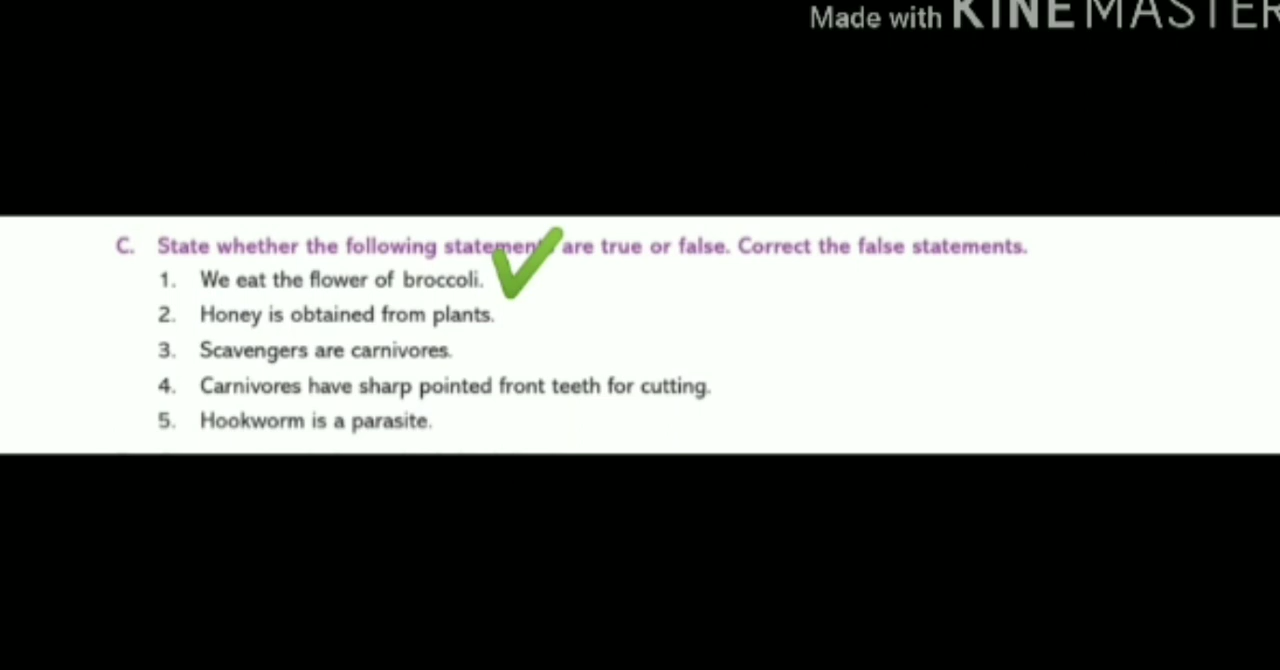 Made with KINEMASTER
C. State whether the following statements are true or false. Correct the false statements.
1. We eat the flower of broccoli.
2. Honey is obtained from plants.
3. Scavengers are carnivores.
4. Carnivores have sharp pointed front teeth for cutting.
5. Hookworm is a parasite.